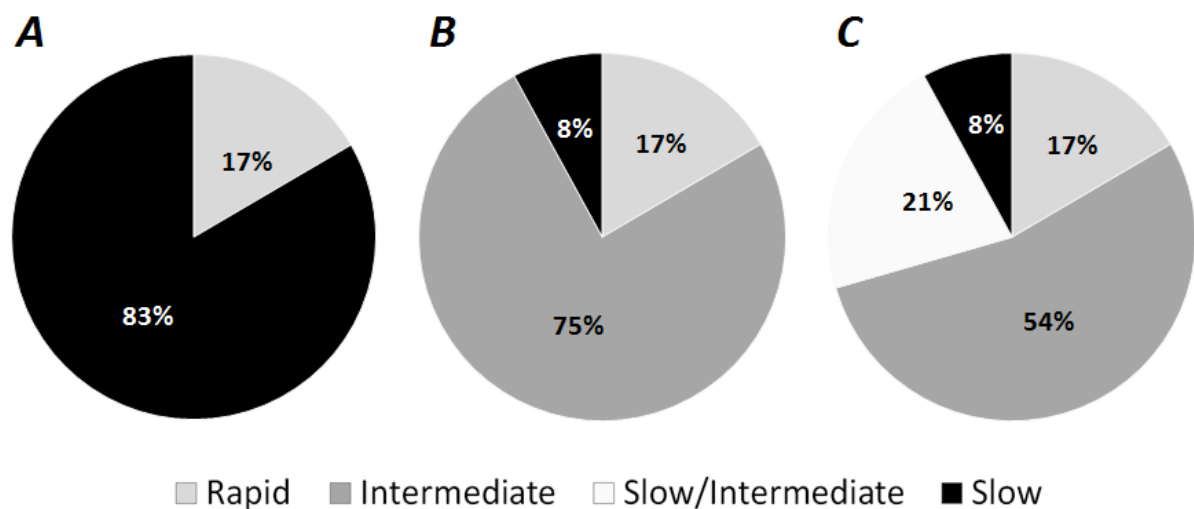 A
B
C
17%
83%
8%
17%
75%
8%
17%
21%
54%
Rapid Intermediate Slow/Intermediate Slow